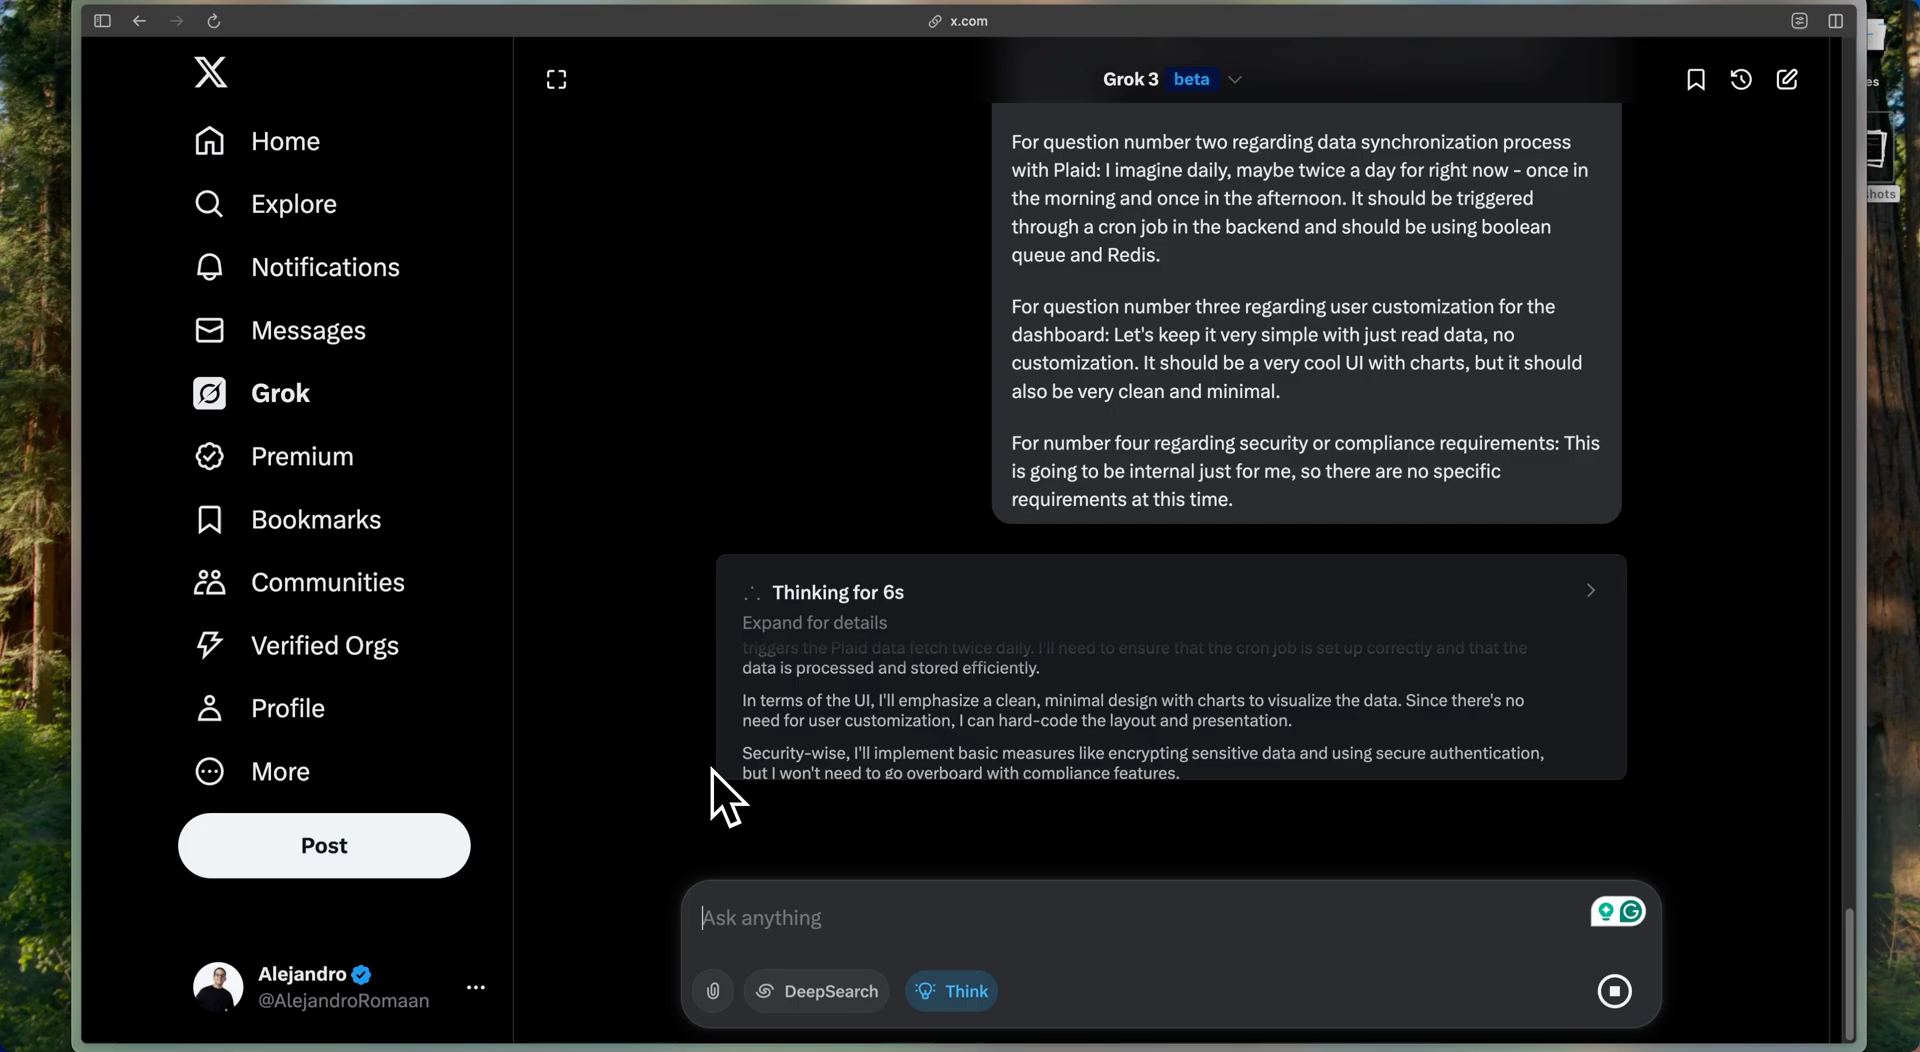 x.com
Grok 3 beta
Home
Explore
Notifications
Messages
Grok
Premium
Bookmarks
Communities
Verified Orgs
Profile
More
Post
Alejandro
@AlejandroRomaan
For question number two regarding data synchronization process
with Plaid: I imagine daily, maybe twice a day for right now - once in
the morning and once in the afternoon. It should be triggered
through a cron job in the backend and should be using boolean
queue and Redis.
For question number three regarding user customization for the
dashboard: Let's keep it very simple with just read data, no
customization. It should be a very cool UI with charts, but it should
also be very clean and minimal.
For number four regarding security or compliance requirements: This
is going to be internal just for me, so there are no specific
requirements at this time.
Thinking for 6s
Expand for details
triggers the Plaid data fetch twice daily. I'll need to ensure that the cron job is set up correctly and that the
data is processed and stored efficiently.
In terms of the UI, I'll emphasize a clean, minimal design with charts to visualize the data. Since there's no
need for user customization, I can hard-code the layout and presentation.
Security-wise, I'll implement basic measures like encrypting sensitive data and using secure authentication,
but I won't need to go overboard with compliance features.
Ask anything
DeepSearch
Think